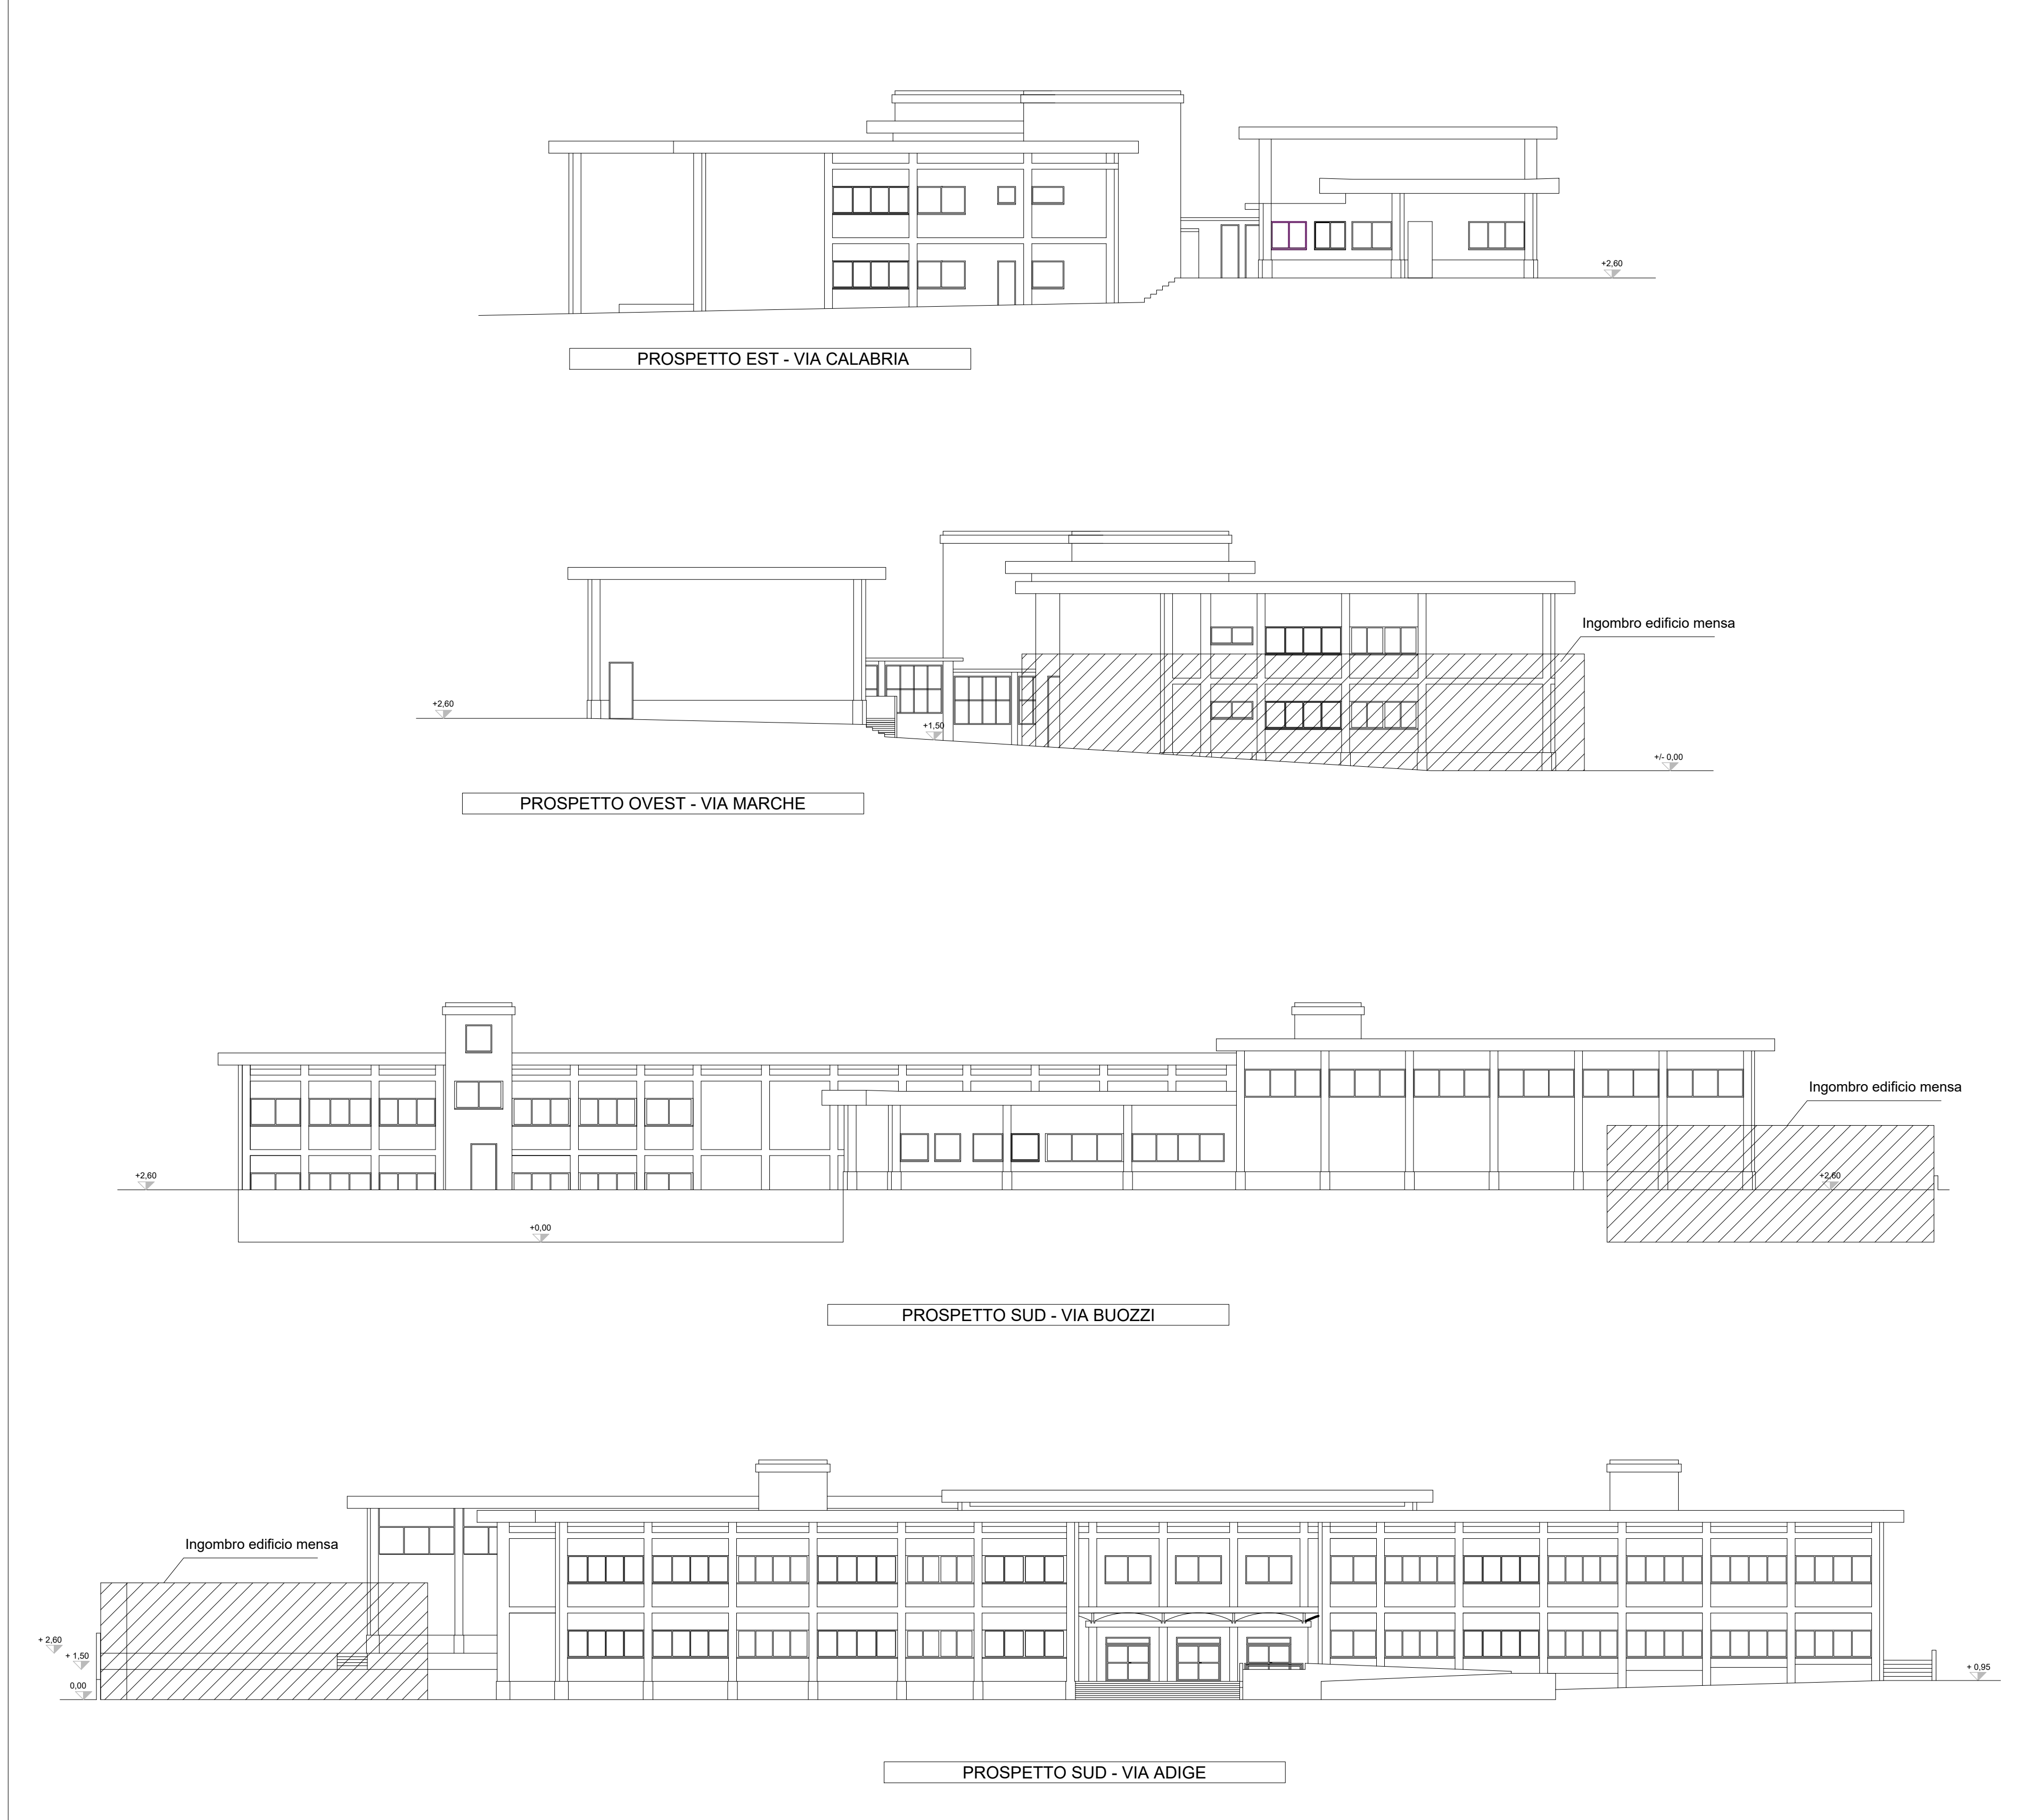 +2,60
PROSPETTO EST - VIA CALABRIA
Ingombro edificio mensa
+2,60
+1,50
+/- 0,00
PROSPETTO OVEST - VIA MARCHE
Ingombro edificio mensa
+2,60
+2,60
+0,00
PROSPETTO SUD - VIA BUOZZI
Ingombro edificio mensa
+ 2,60
+ 1,50
+ 0,95
0,00
PROSPETTO SUD - VIA ADIGE